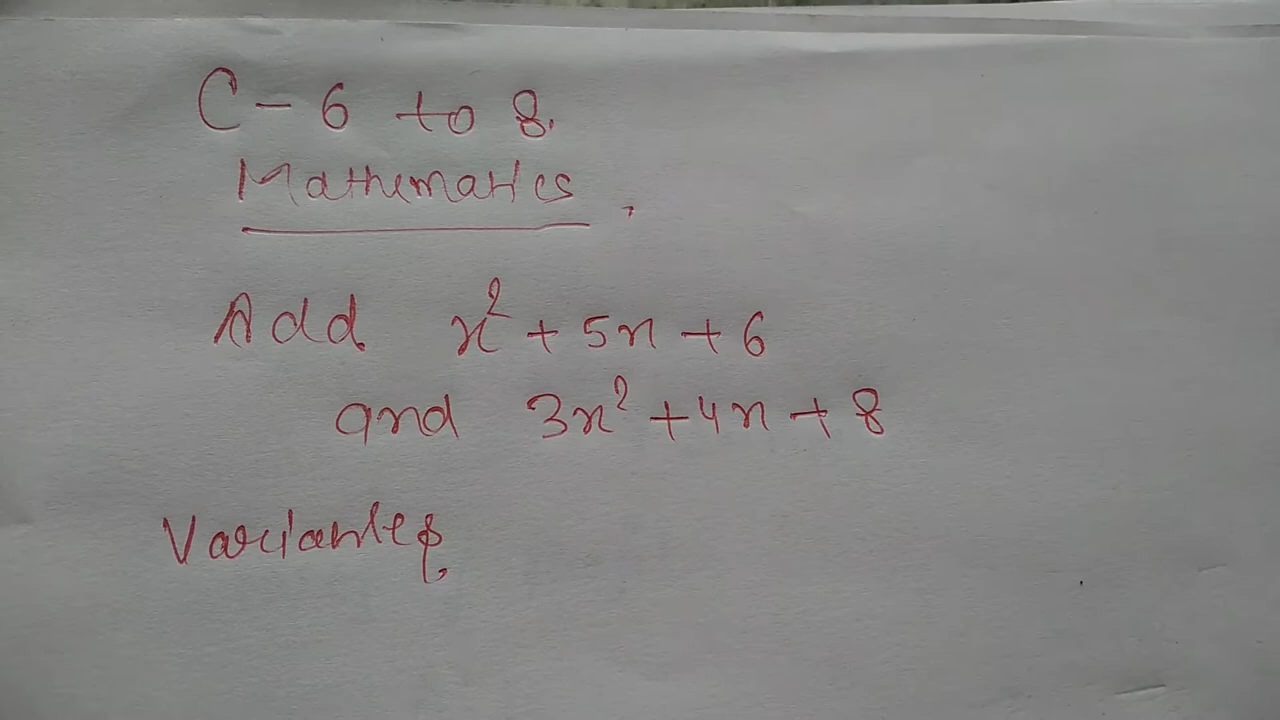 C - 6 to 8.
Mathematics.
Add x² + 5x + 6
and 3x² + 4x + 8